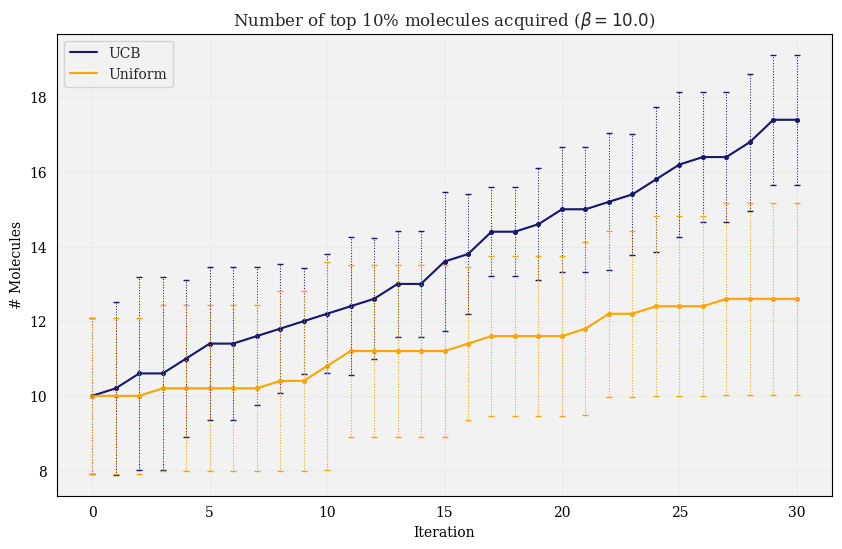 Number of top 10% molecules acquired (β = 10.0)
UCB
Uniform
# Molecules
18
16
14
12
10
8
0 5 10 15 20 25 30
Iteration